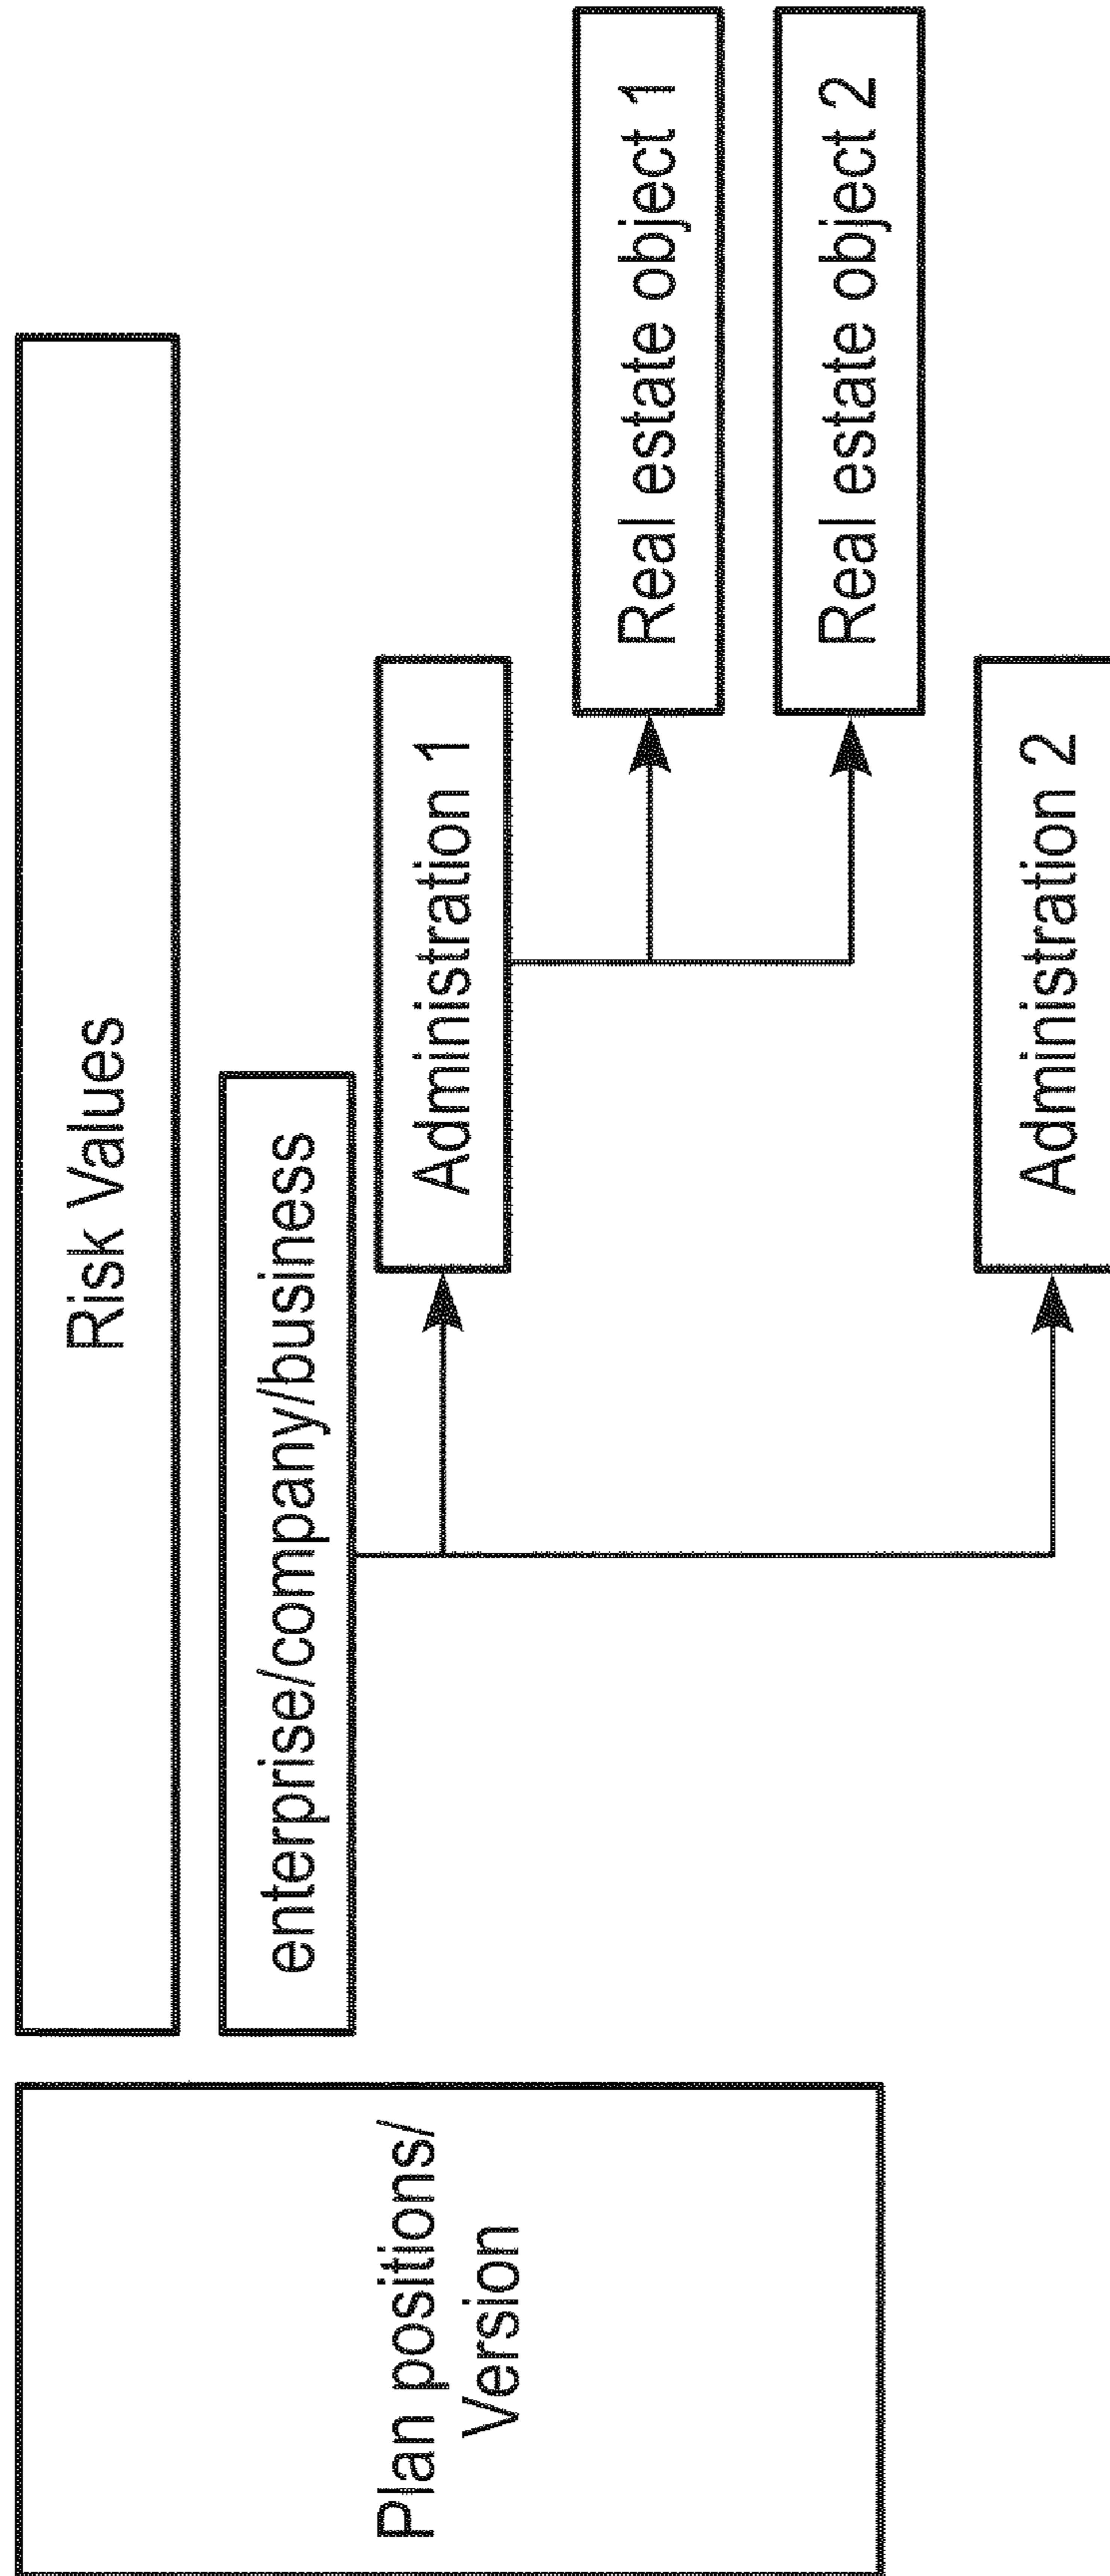 Plan positions/
Version
Risk Values
enterprise/company/business
Administration 1
Real estate object 1
Real estate object 2
Administration 2